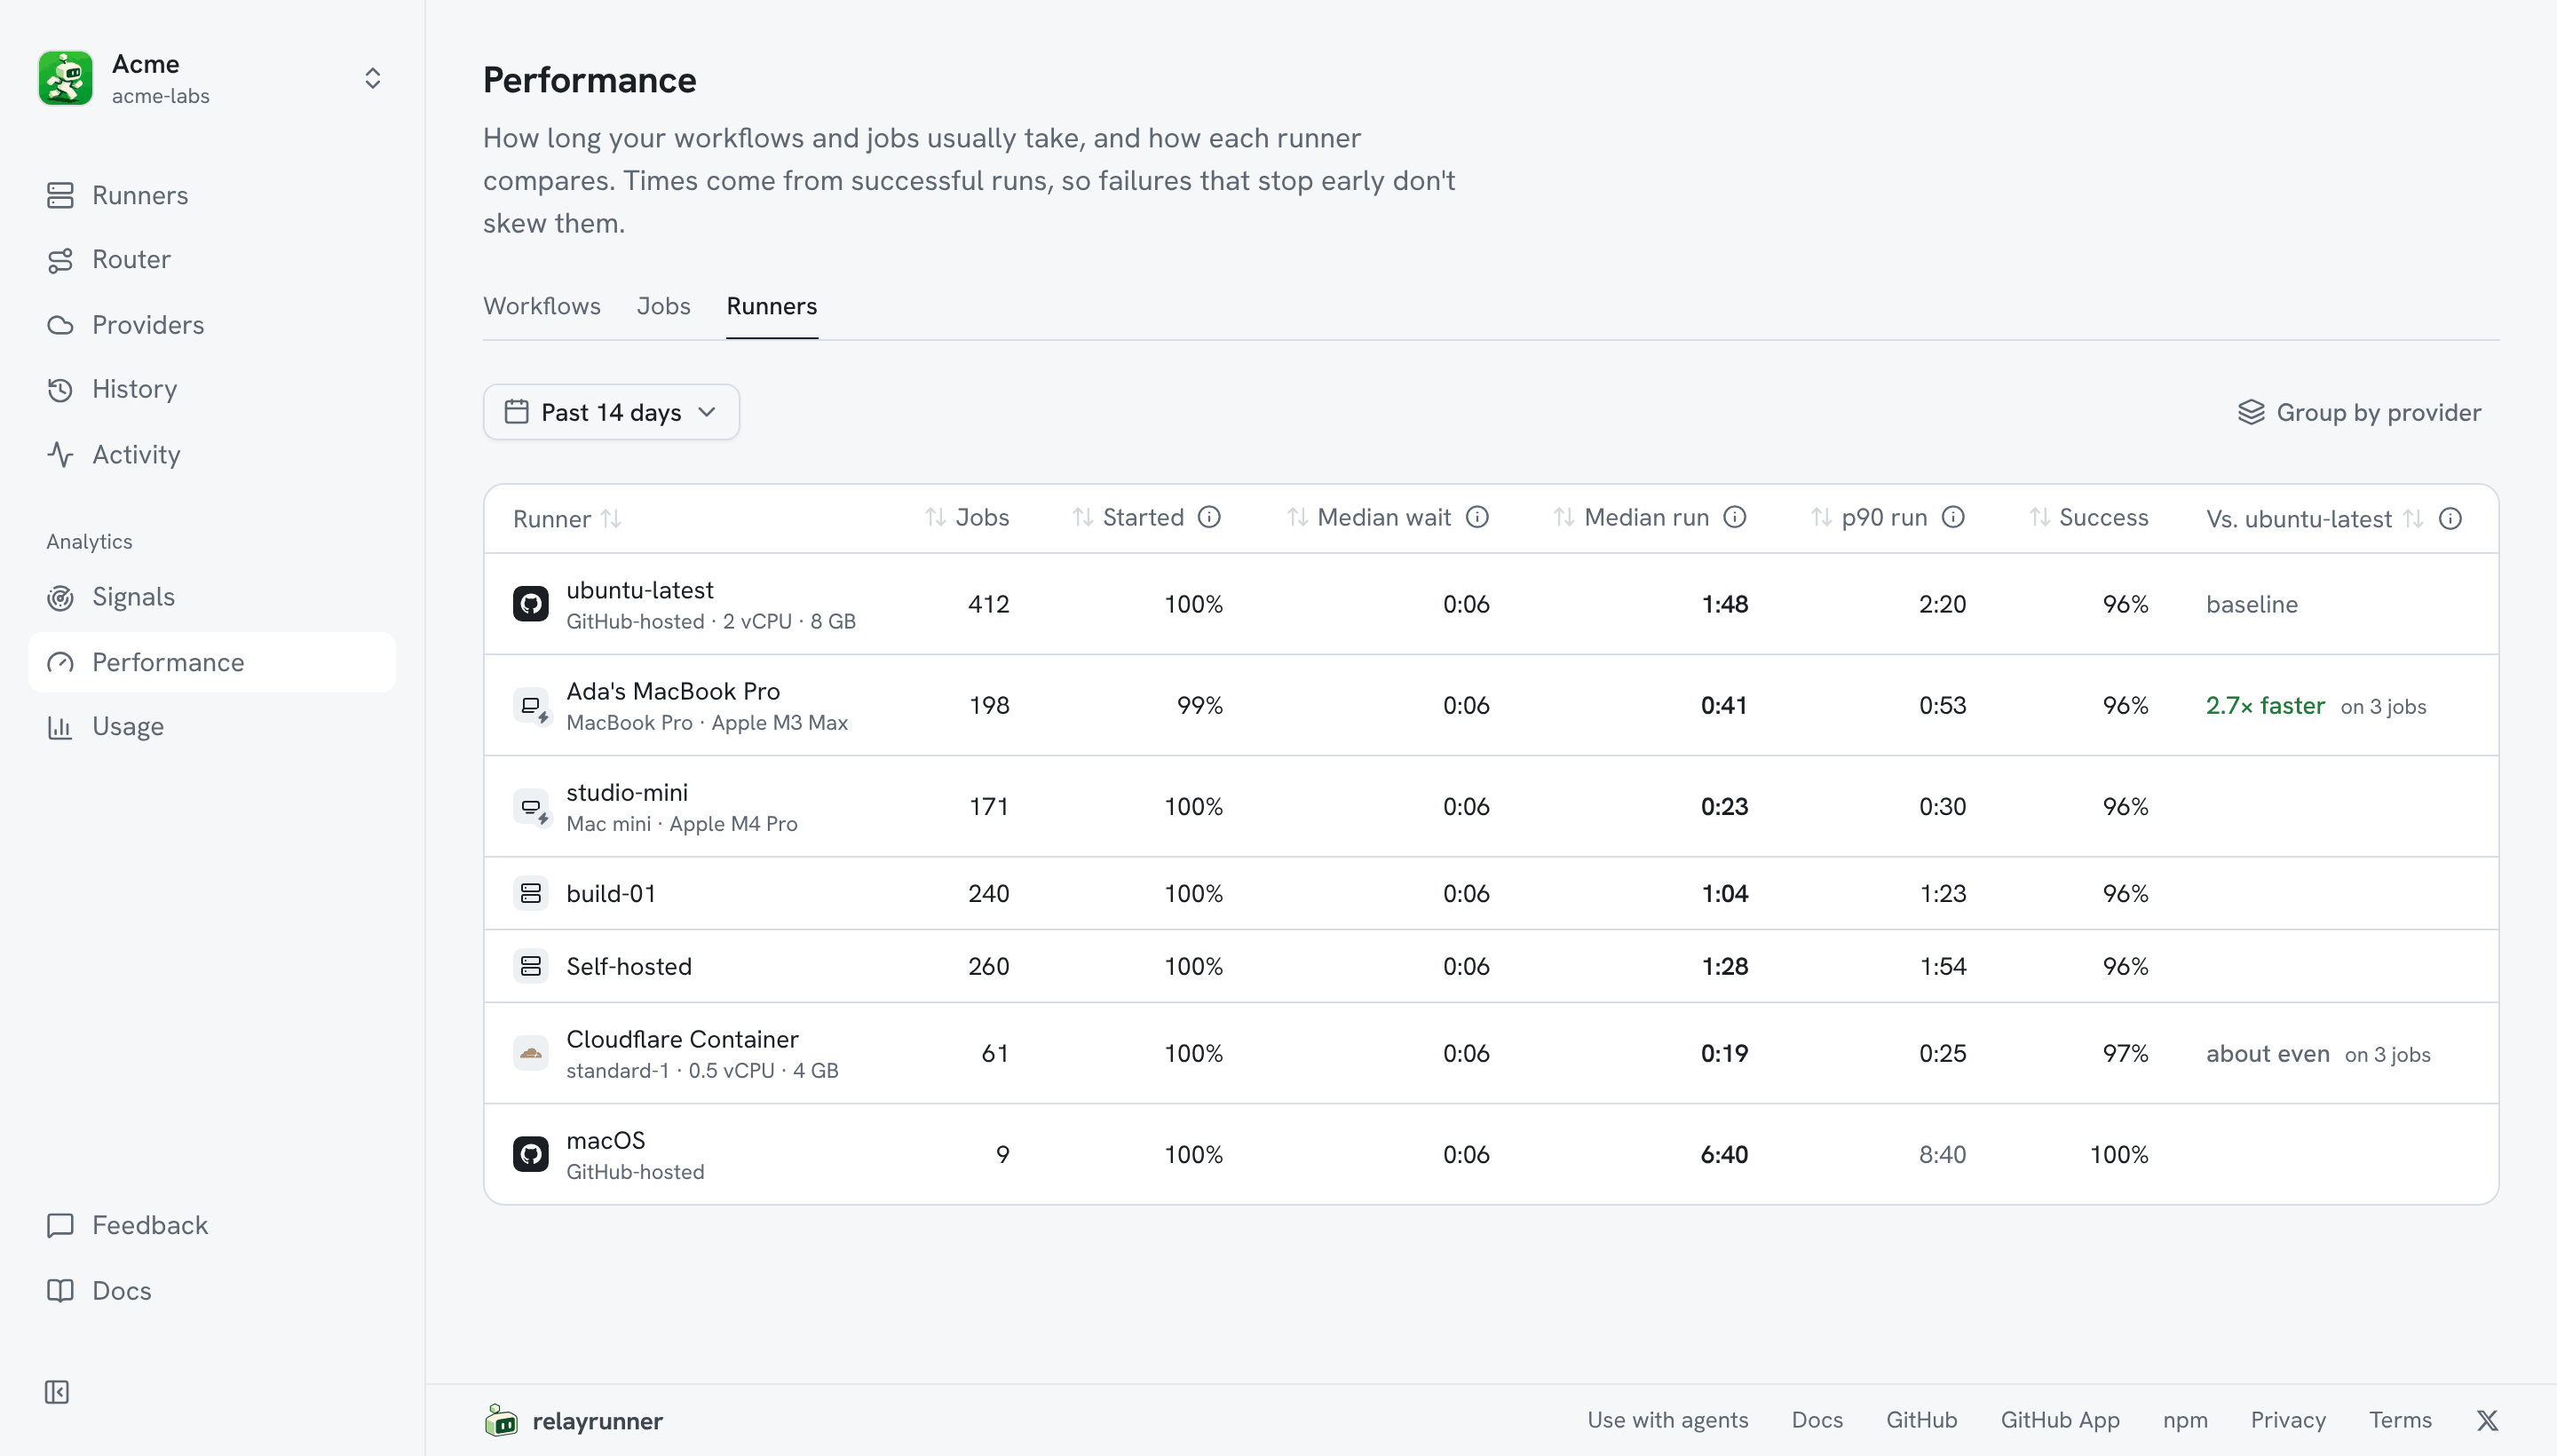 Acme
acme-labs
Runners
Router
Providers
History
Activity
Analytics
Signals
Performance
Usage
Feedback
Docs
Performance
How long your workflows and jobs usually take, and how each runner
compares. Times come from successful runs, so failures that stop early don't
skew them.
Workflows Jobs Runners
Past 14 days
Group by provider
Runner Jobs Started Median wait Median run p90 run Success Vs. ubuntu-latest
ubuntu-latest
GitHub-hosted · 2 vCPU · 8 GB
412 100% 0:06 1:48 2:20 96% baseline
Ada's MacBook Pro
MacBook Pro · Apple M3 Max
198 99% 0:06 0:41 0:53 96% 2.7× faster on 3 jobs
studio-mini
Mac mini · Apple M4 Pro
171 100% 0:06 0:23 0:30 96%
build-01 240 100% 0:06 1:04 1:23 96%
Self-hosted 260 100% 0:06 1:28 1:54 96%
Cloudflare Container
standard-1 · 0.5 vCPU · 4 GB
61 100% 0:06 0:19 0:25 97% about even on 3 jobs
macOS
GitHub-hosted
9 100% 0:06 6:40 8:40 100%
relayrunner
Use with agents Docs GitHub GitHub App npm Privacy Terms